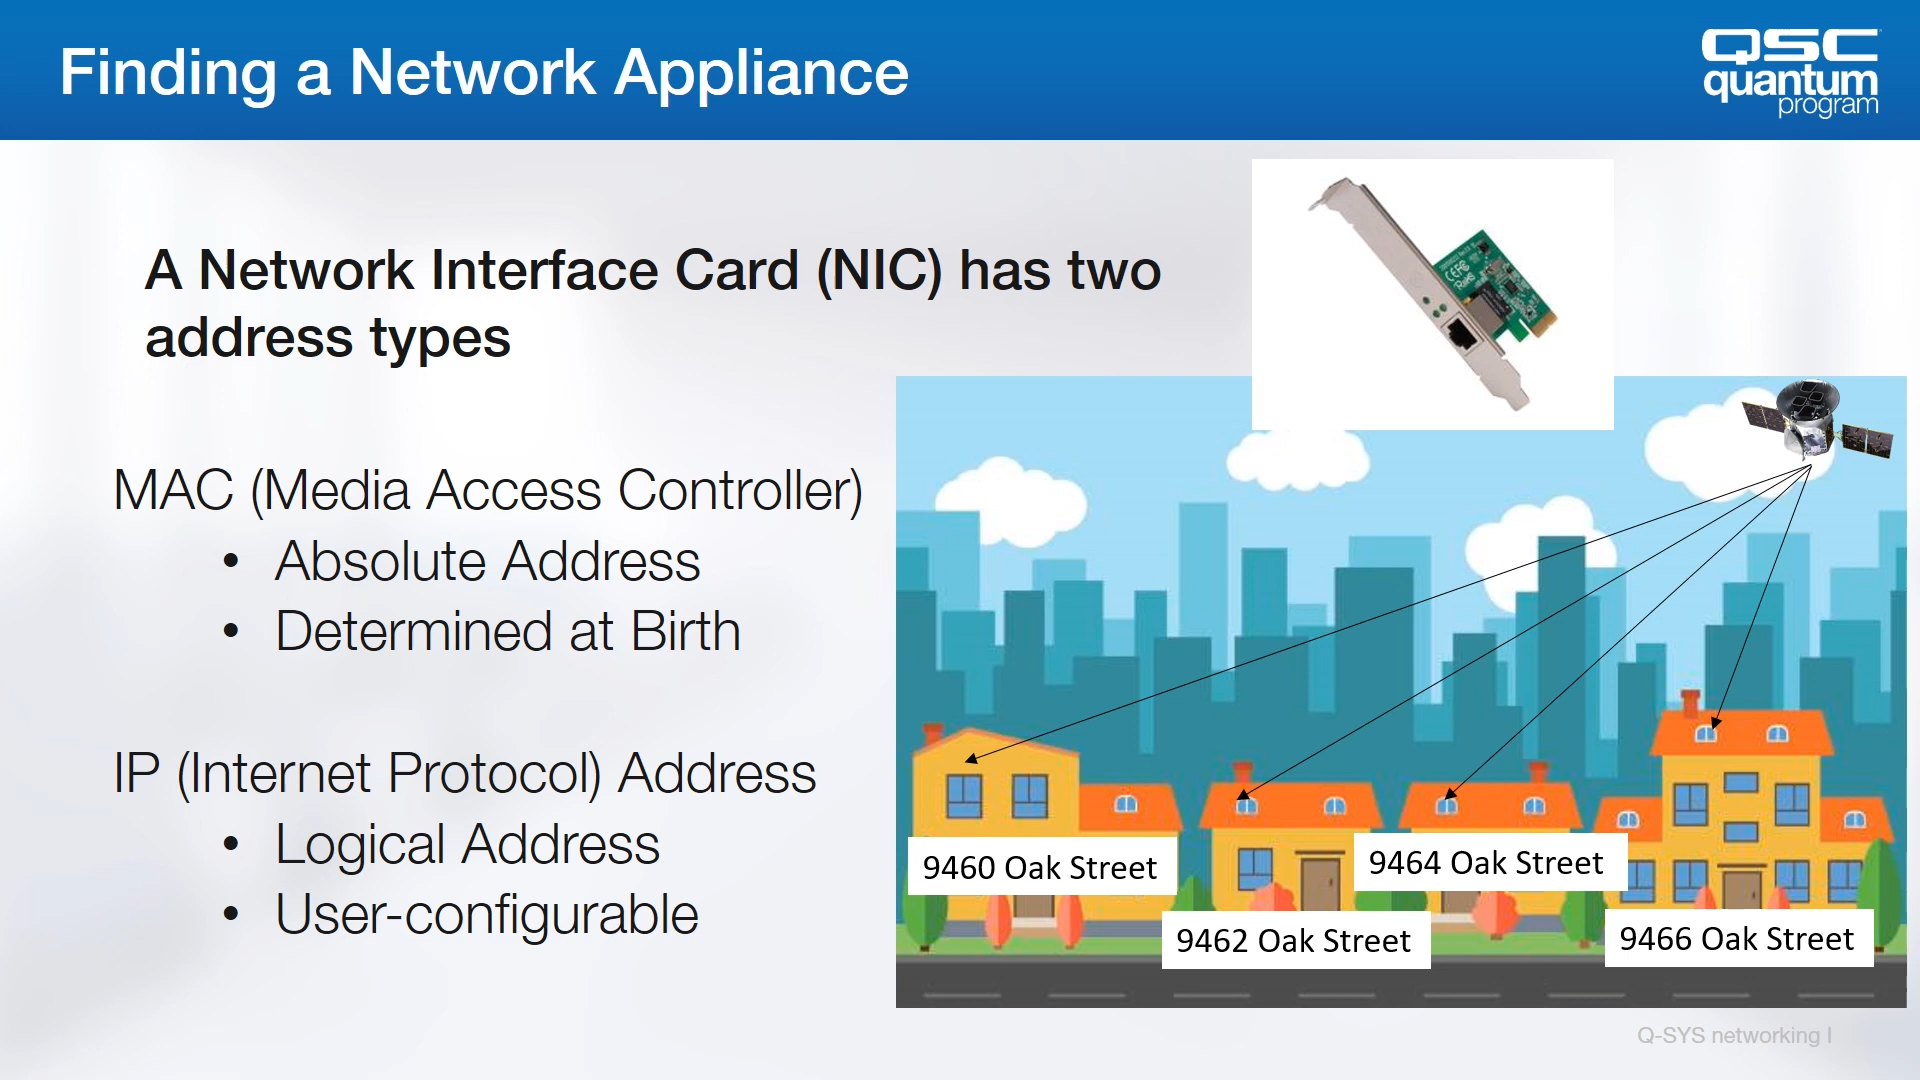 Finding a Network Appliance
QSC
quantum
program
A Network Interface Card (NIC) has two
address types
MAC (Media Access Controller)
• Absolute Address
• Determined at Birth
IP (Internet Protocol) Address
• Logical Address
• User-configurable
9460 Oak Street
9464 Oak Street
9462 Oak Street
9466 Oak Street
Q-SYS networking I